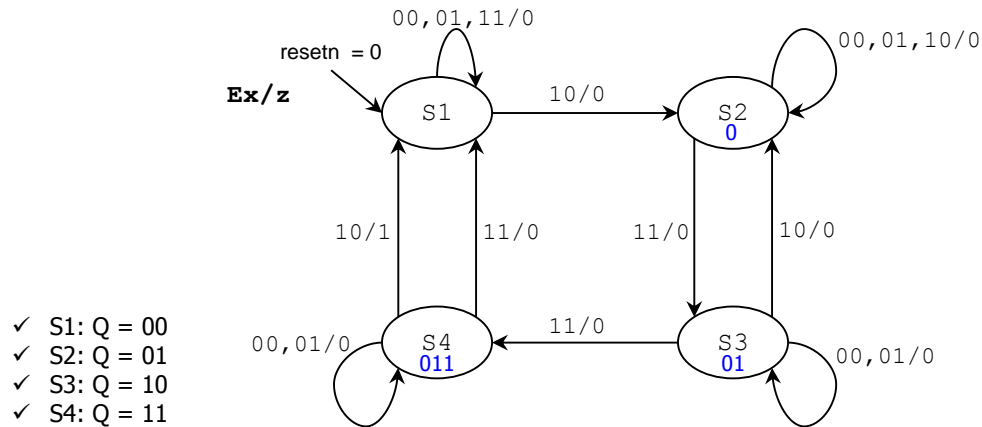 00,01,11/0
resetn = 0
Ex/z
S1
10/0
S2
0
00,01,10/0
10/1
11/0
11/0
10/0
S4
011
00,01/0
11/0
S3
01
00,01/0
✓ S1: Q = 00
✓ S2: Q = 01
✓ S3: Q = 10
✓ S4: Q = 11